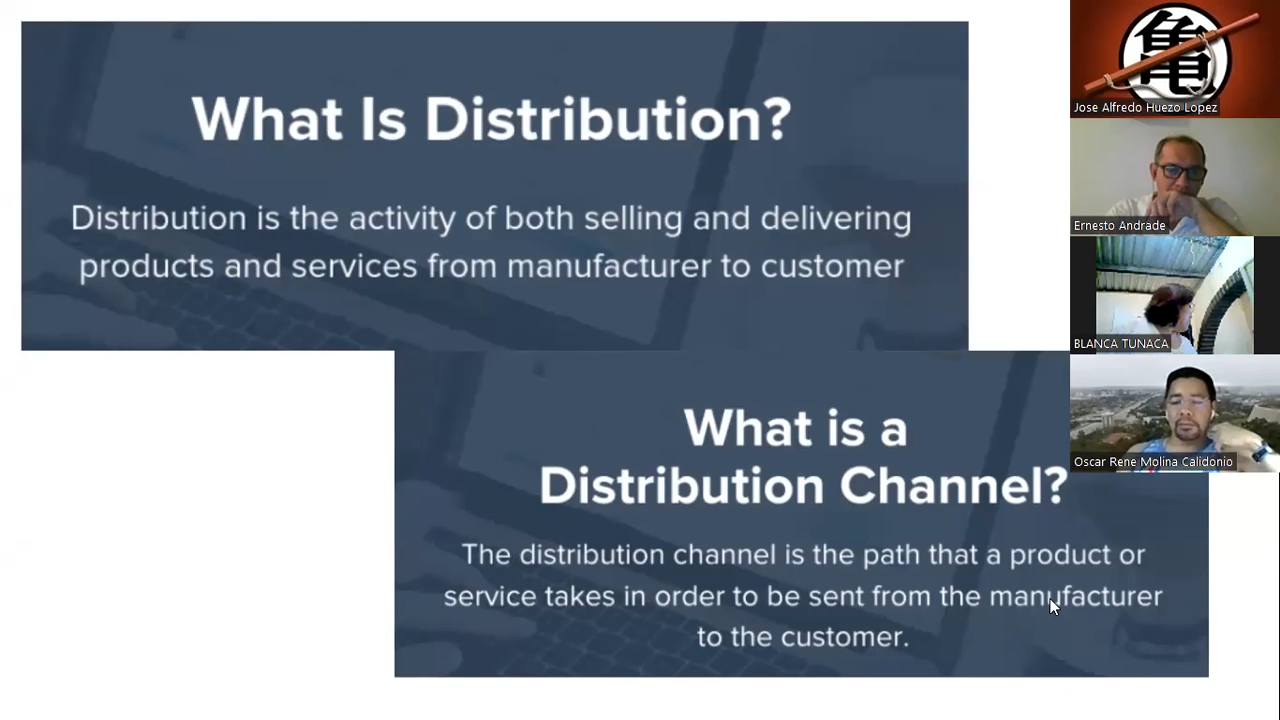 What Is Distribution?
Distribution is the activity of both selling and delivering
products and services from manufacturer to customer
What is a
Distribution Channel?
The distribution channel is the path that a product or
service takes in order to be sent from the manufacturer
to the customer.
亀
Jose Alfredo Huezo Lopez
Ernesto Andrade
BLANCA TUNACA
Oscar Rene Molina Calidonio